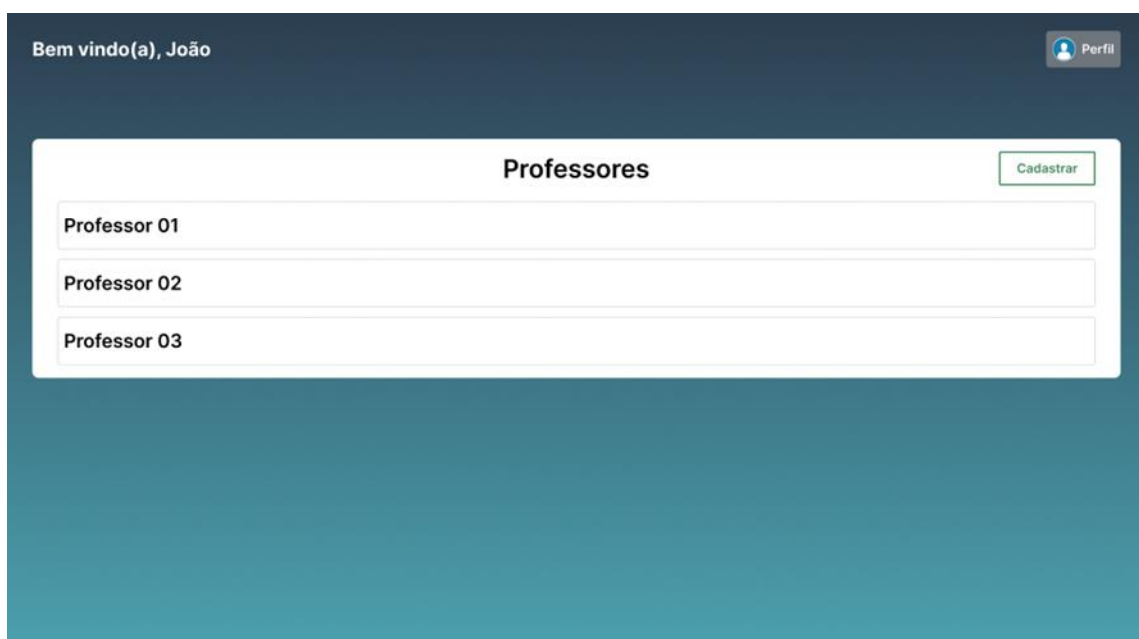 Bem vindo(a), João
Perfil
Professores
Cadastrar
Professor 01
Professor 02
Professor 03